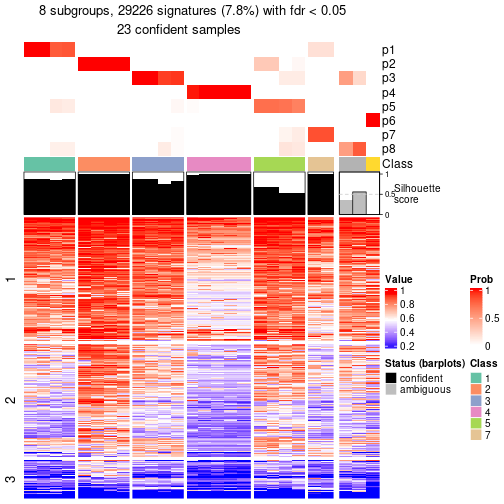 8 subgroups, 29226 signatures (7.8%) with fdr < 0.05
23 confident samples
p1
p2
p3
p4
p5
p6
p7
p8
Class
1
0.5
0
Silhouette
score
1
2
3
Value
1
0.8
0.6
0.4
0.2
Prob
1
0.5
0
Status (barplots)
confident
ambiguous
Class
1
2
3
4
5
7